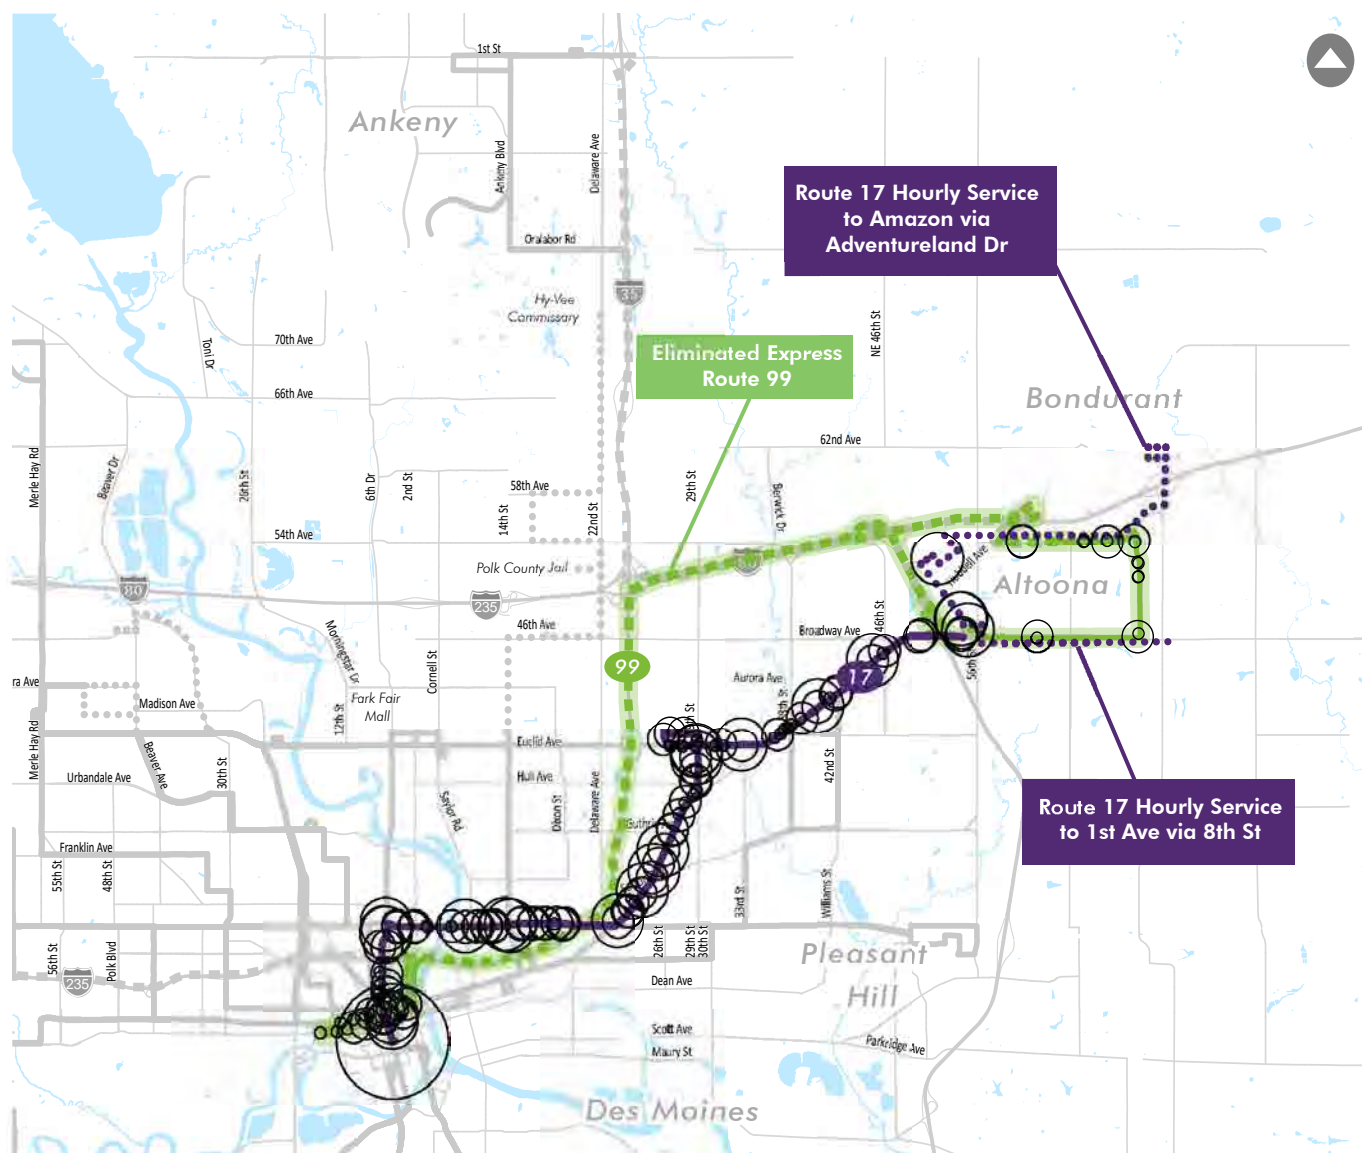 1st St
Ankeny
Ankeny Blvd
Delaware Ave
Route 17 Hourly Service
to Amazon via
Adventureland Dr
Oralabor Rd
Hy-Vee
Commissary
35
NE 46th St
Toni Dr
70th Ave
Eliminated Express
Route 99
66th Ave
Bondurant
62nd Ave
Merle Hay Rd
Beaver Dr
26th St
6th Dr
2nd St
58th Ave
14th St
22nd St
29th St
Berwick Dr
54th Ave
Polk County Jail
80
235
Altoona
46th Ave
Morningstar Dr
Cornell St
99
Broadway Ave
46th St
56th St
17
Aurora Ave
ra Ave
Madison Ave
12th St
Park Fair
Mall
Euclid Ave
Merle Hay Rd
Beaver Ave
30th St
Urbandale Ave
Hull Ave
Saylor Rd
Dixon St
Delaware Ave
42nd St
Route 17 Hourly Service
to 1st Ave via 8th St
Franklin Ave
55th St
48th St
33rd St
Williams St
56th St
Polk Blvd
235
26th St
29th St
30th St
Pleasant
Hill
Dean Ave
Scott Ave
Maury St
Parkridge Ave
Des Moines